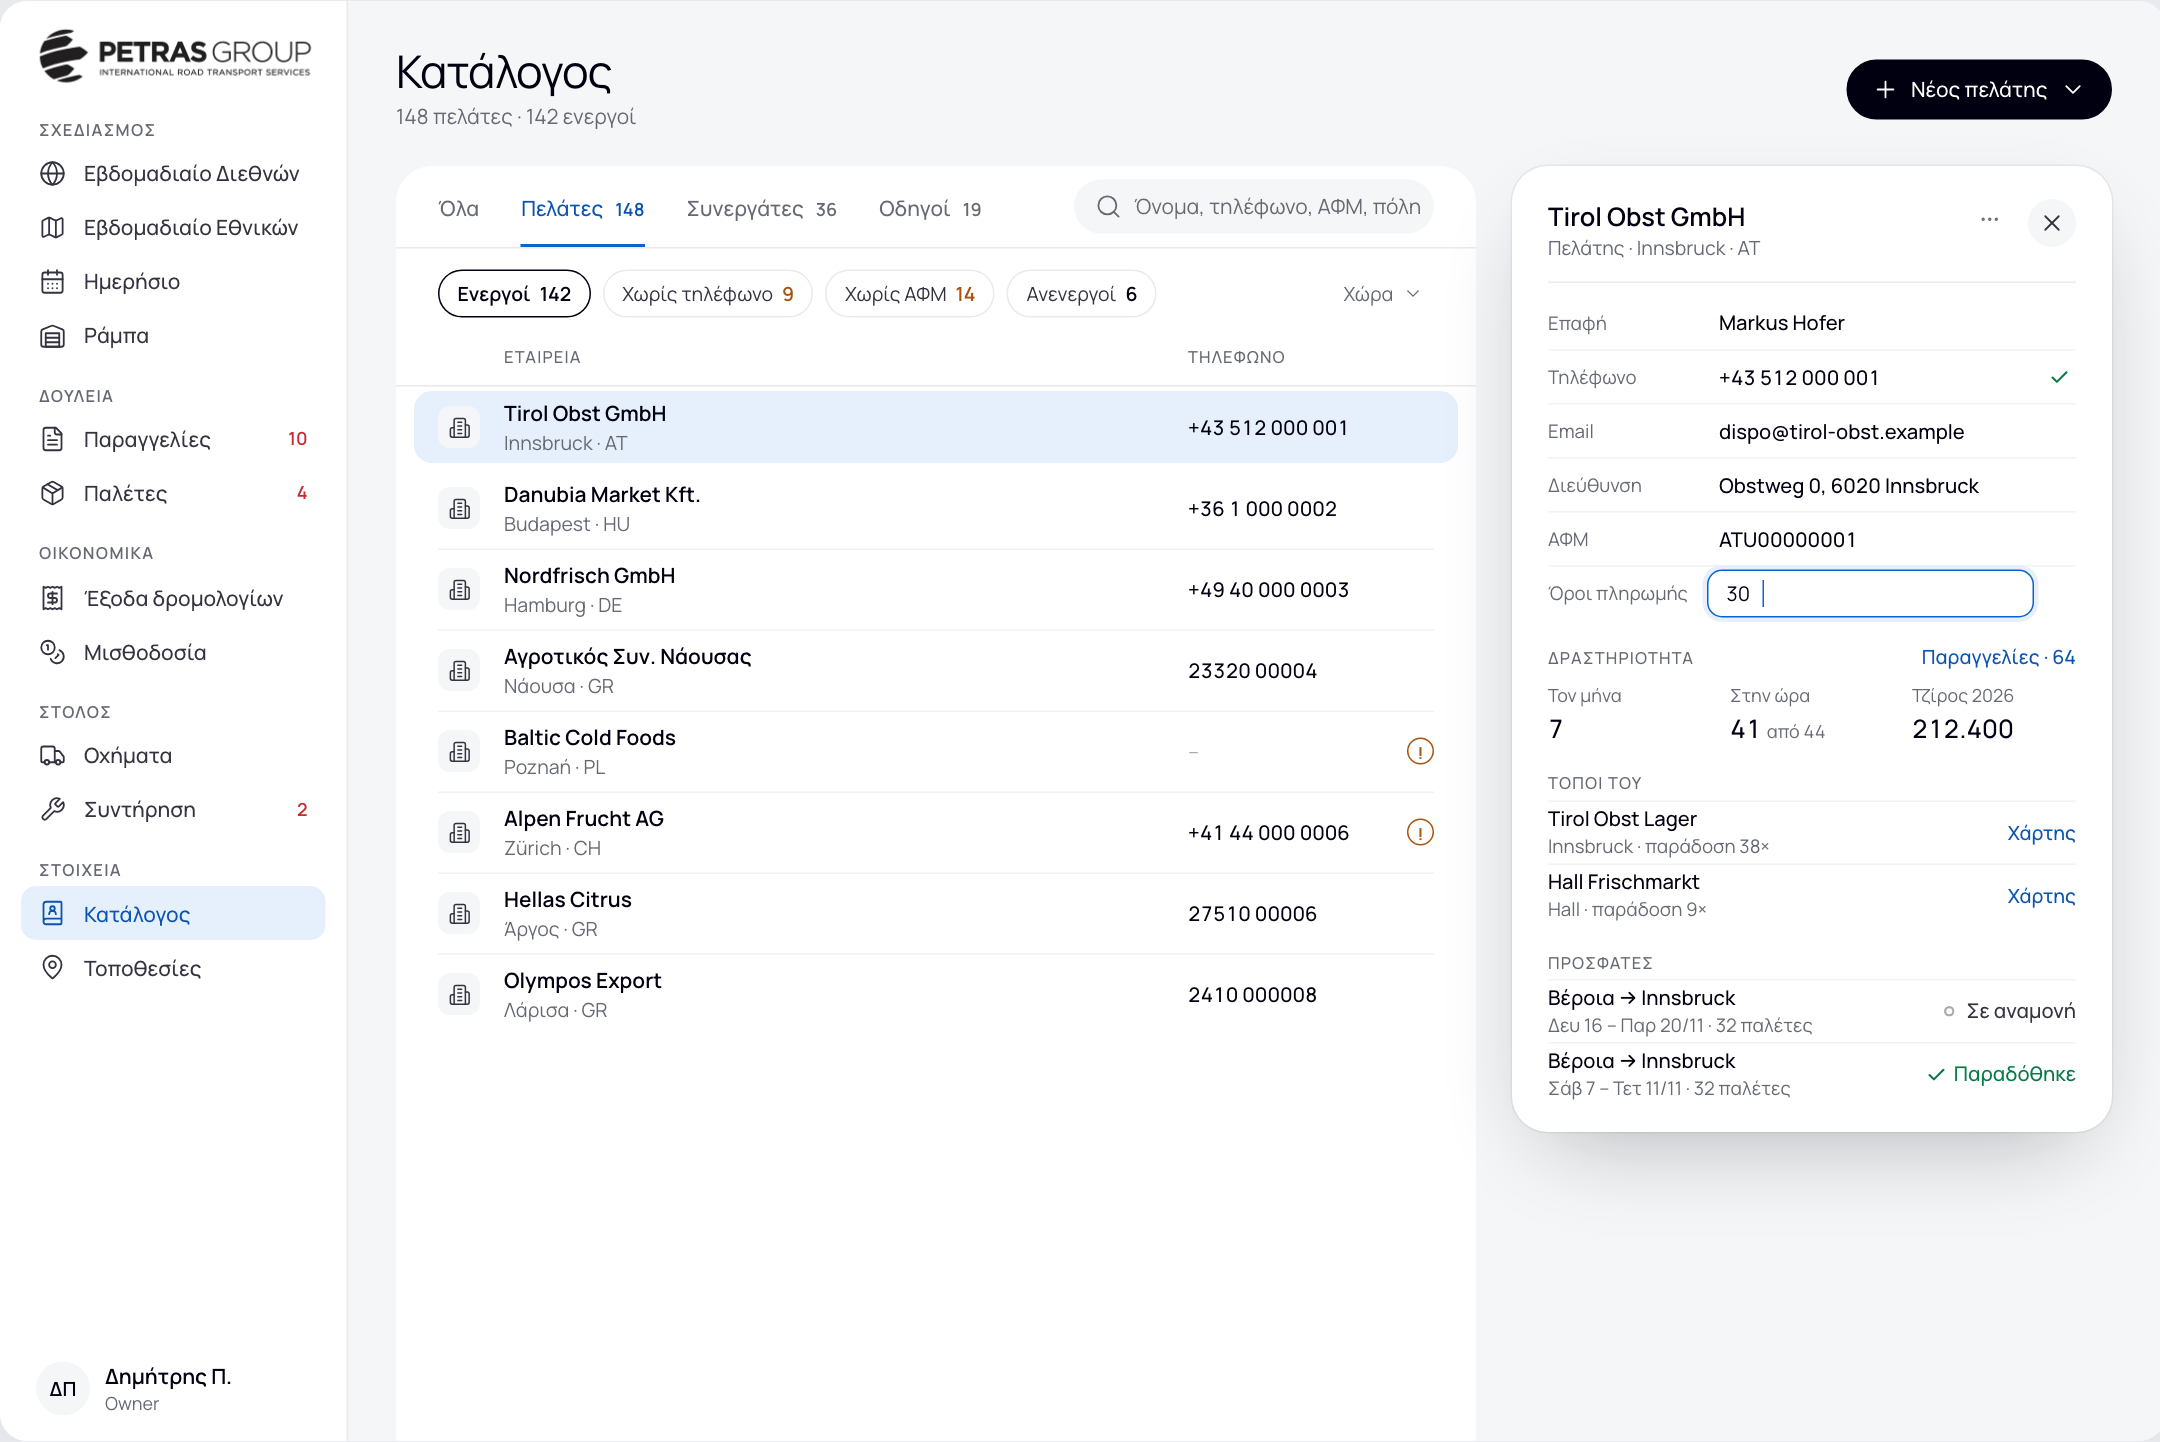 PETRAS GROUP
INTERNATIONAL ROAD TRANSPORT SERVICES
ΣΧΕΔΙΑΣΜΟΣ
Εβδομαδιαίο Διεθνών
Εβδομαδιαίο Εθνικών
Ημερήσιο
Ράμπα
ΔΟΥΛΕΙΑ
Παραγγελίες 10
Παλέτες 4
ΟΙΚΟΝΟΜΙΚΑ
Έξοδα δρομολογίων
Μισθοδοσία
ΣΤΟΛΟΣ
Οχήματα
Συντήρηση 2
ΣΤΟΙΧΕΙΑ
Κατάλογος
Τοποθεσίες
ΔΠ
Δημήτρης Π.
Owner
Κατάλογος
148 πελάτες · 142 ενεργοί
+ Νέος πελάτης
Όλα Πελάτες 148 Συνεργάτες 36 Οδηγοί 19
Όνομα, τηλέφωνο, ΑΦΜ, πόλη
Ενεργοί 142 Χωρίς τηλέφωνο 9 Χωρίς ΑΦΜ 14 Ανενεργοί 6 Χώρα
ΕΤΑΙΡΕΙΑ ΤΗΛΕΦΩΝΟ
Tirol Obst GmbH
Innsbruck · AT
+43 512 000 001
Danubia Market Kft.
Budapest · HU
+36 1 000 0002
Nordfrisch GmbH
Hamburg · DE
+49 40 000 0003
Αγροτικός Συν. Νάουσας
Νάουσα · GR
23320 00004
Baltic Cold Foods
Poznań · PL
–
Alpen Frucht AG
Zürich · CH
+41 44 000 0006
Hellas Citrus
Άργος · GR
27510 00006
Olympos Export
Λάρισα · GR
2410 000008
Tirol Obst GmbH
Πελάτης · Innsbruck · AT
Επαφή Markus Hofer
Τηλέφωνο +43 512 000 001
Email dispo@tirol-obst.example
Διεύθυνση Obstweg 0, 6020 Innsbruck
ΑΦΜ ATU00000001
Όροι πληρωμής 30
ΔΡΑΣΤΗΡΙΟΤΗΤΑ Παραγγελίες · 64
Τον μήνα Στην ώρα Τζίρος 2026
7 41 από 44 212.400
ΤΟΠΟΙ ΤΟΥ
Tirol Obst Lager
Innsbruck · παράδοση 38×
Χάρτης
Hall Frischmarkt
Hall · παράδοση 9×
Χάρτης
ΠΡΟΣΦΑΤΕΣ
Βέροια → Innsbruck
Δευ 16 – Παρ 20/11 · 32 παλέτες
Σε αναμονή
Βέροια → Innsbruck
Σάβ 7 – Τετ 11/11 · 32 παλέτες
Παραδόθηκε